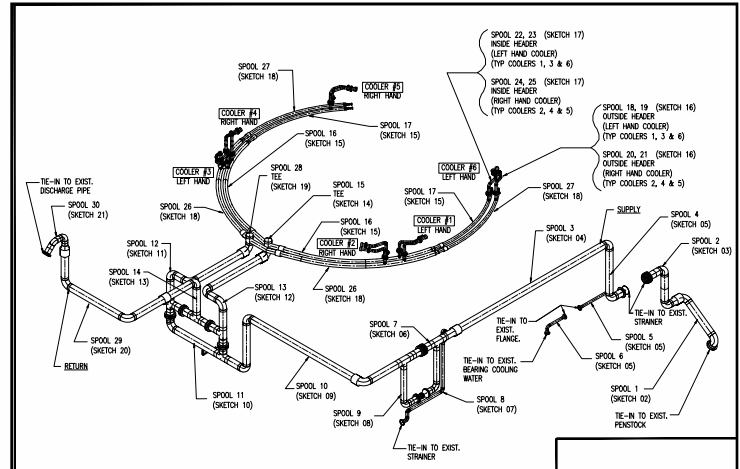 SPOOL 22, 23 (SKETCH 17)
INSIDE HEADER
(LEFT HAND COOLER)
(TYP COOLERS 1, 3 & 6)
SPOOL 24, 25 (SKETCH 17)
INSIDE HEADER
(RIGHT HAND COOLER)
(TYP COOLERS 2, 4 & 5)
SPOOL 27
(SKETCH 18)
COOLER #5
RIGHT HAND
COOLER #4
RIGHT HAND
SPOOL 18, 19 (SKETCH 16)
OUTSIDE HEADER
(LEFT HAND COOLER)
(TYP COOLERS 1, 3 & 6)
SPOOL 20, 21 (SKETCH 16)
OUTSIDE HEADER
(RIGHT HAND COOLER)
(TYP COOLERS 2, 4 & 5)
SPOOL 17
(SKETCH 15)
SPOOL 16
(SKETCH 15)
COOLER #3
LEFT HAND
COOLER #6
LEFT HAND
SPOOL 28
TEE
(SKETCH 19)
SPOOL 15
TEE
(SKETCH 14)
TIE-IN TO EXIST.
DISCHARGE PIPE
SPOOL 30
(SKETCH 21)
SPOOL 26
(SKETCH 18)
SPOOL 16
(SKETCH 15)
SPOOL 17
(SKETCH 15)
SPOOL 27
(SKETCH 18)
COOLER #1
LEFT HAND
COOLER #2
RIGHT HAND
SUPPLY
SPOOL 3
(SKETCH 04)
SPOOL 4
(SKETCH 05)
SPOOL 2
(SKETCH 03)
SPOOL 12
(SKETCH 11)
SPOOL 14
(SKETCH 13)
SPOOL 13
(SKETCH 12)
SPOOL 26
(SKETCH 18)
SPOOL 7
(SKETCH 06)
TIE-IN TO
EXIST.
FLANGE.
TIE-IN TO EXIST.
STRAINER
SPOOL 5
(SKETCH 05)
SPOOL 6
(SKETCH 05)
TIE-IN TO EXIST.
BEARING COOLING
WATER
SPOOL 29
(SKETCH 20)
RETURN
SPOOL 11
(SKETCH 10)
SPOOL 10
(SKETCH 09)
SPOOL 9
(SKETCH 08)
SPOOL 8
(SKETCH 07)
SPOOL 1
(SKETCH 02)
TIE-IN TO EXIST.
PENSTOCK
TIE-IN TO EXIST.
STRAINER